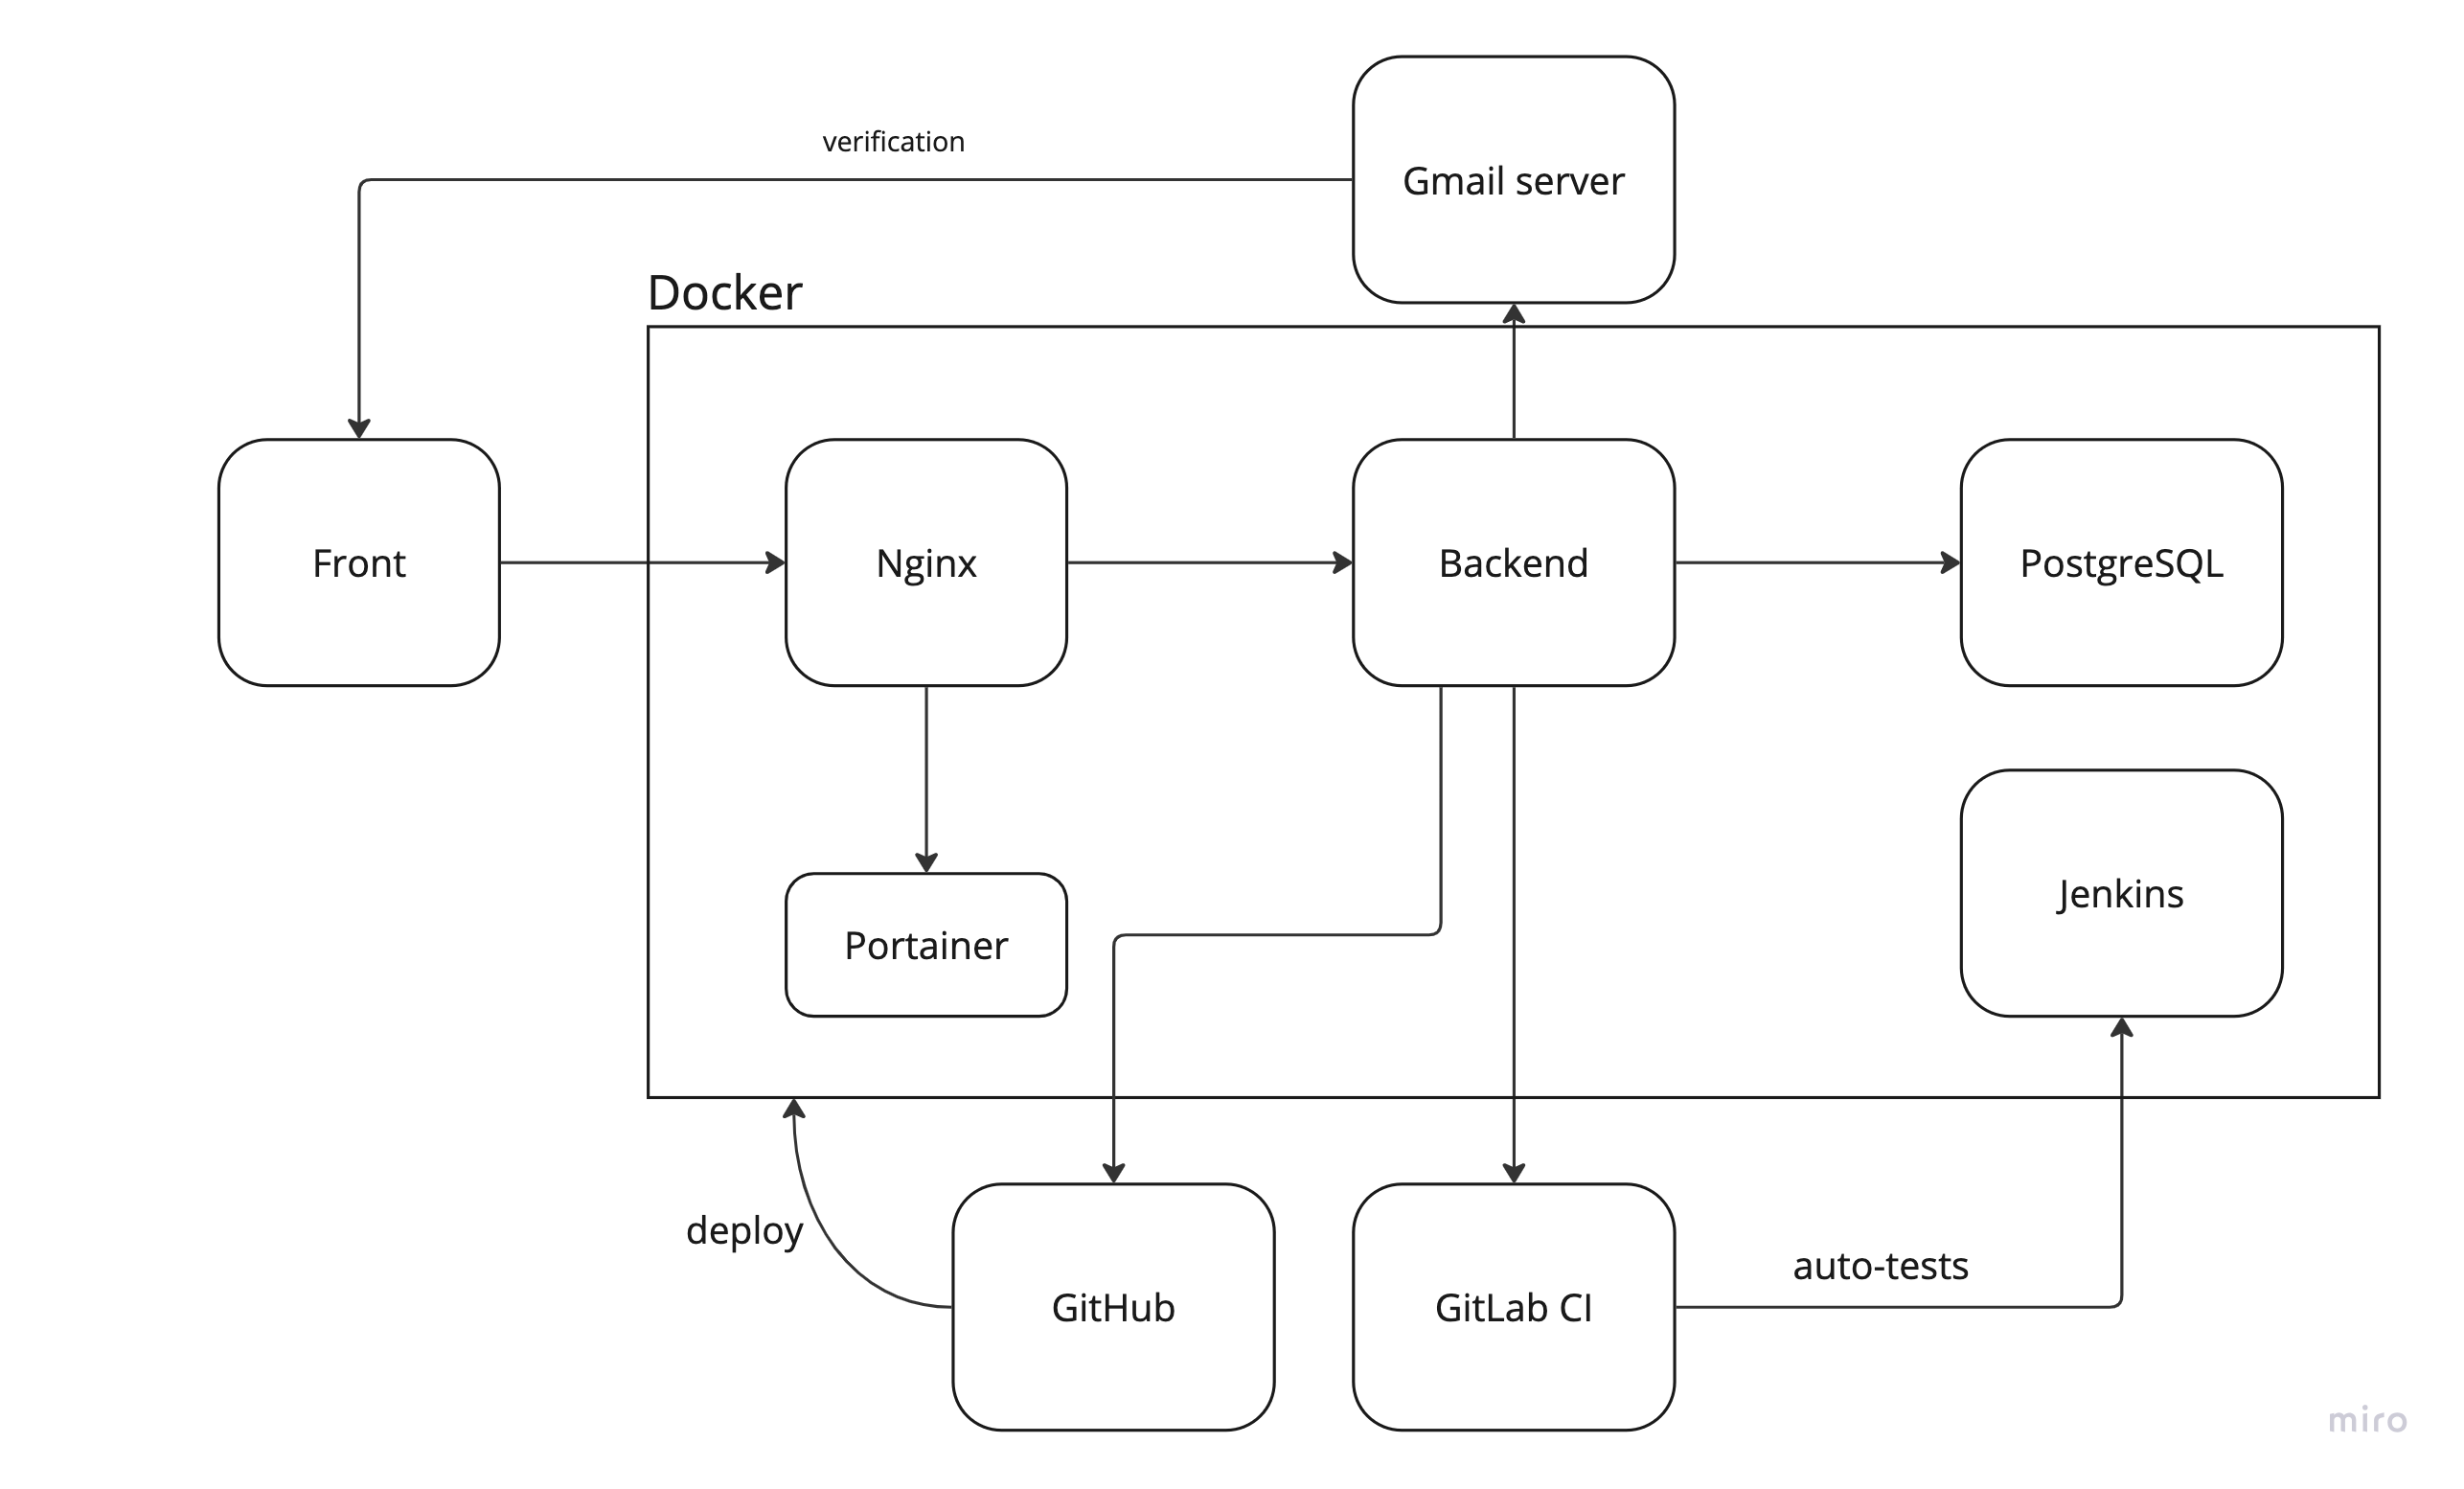 verification
Gmail server
Docker
Front
Nginx
Backend
PostgreSQL
Jenkins
Portainer
deploy
auto-tests
GitHub
GitLab CI
miro